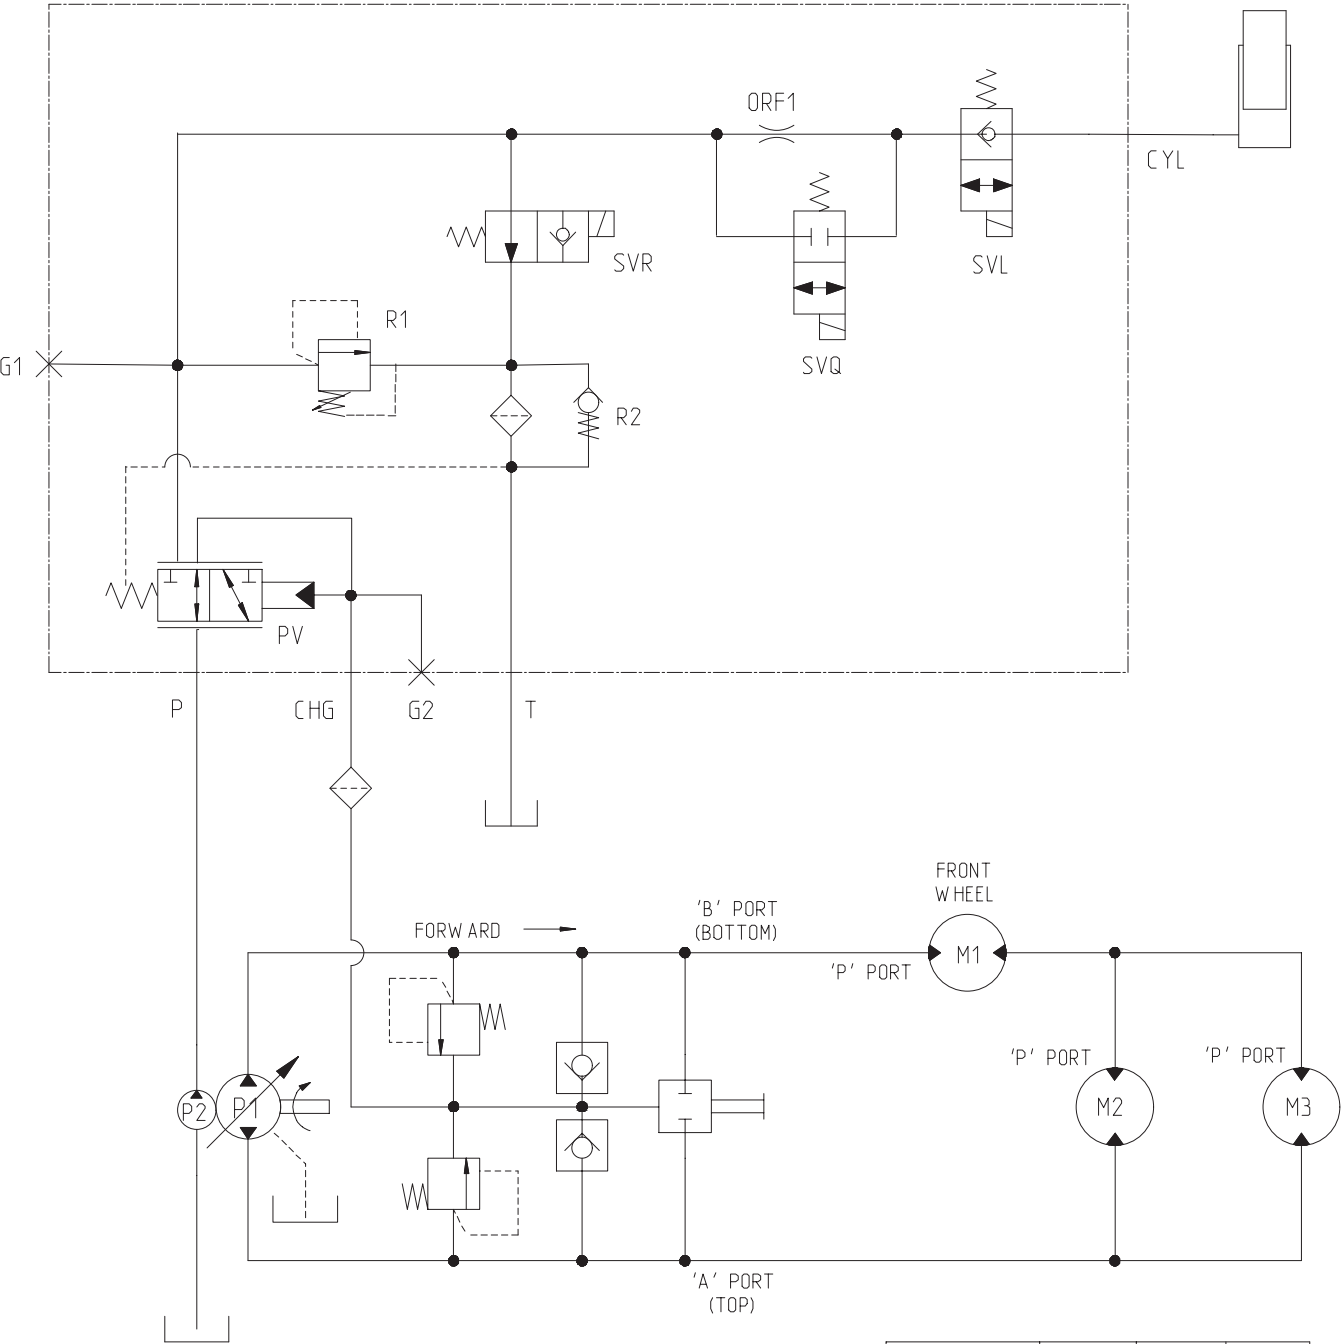 ORF1
CYL
SVR
SVL
R1
G1
SVQ
R2
PV
P
CHG
G2
T
FRONT
WHEEL
'B' PORT
(BOTTOM)
FORWARD
M1
'P' PORT
'P' PORT
'P' PORT
P2
P1
M2
M3
'A' PORT
(TOP)